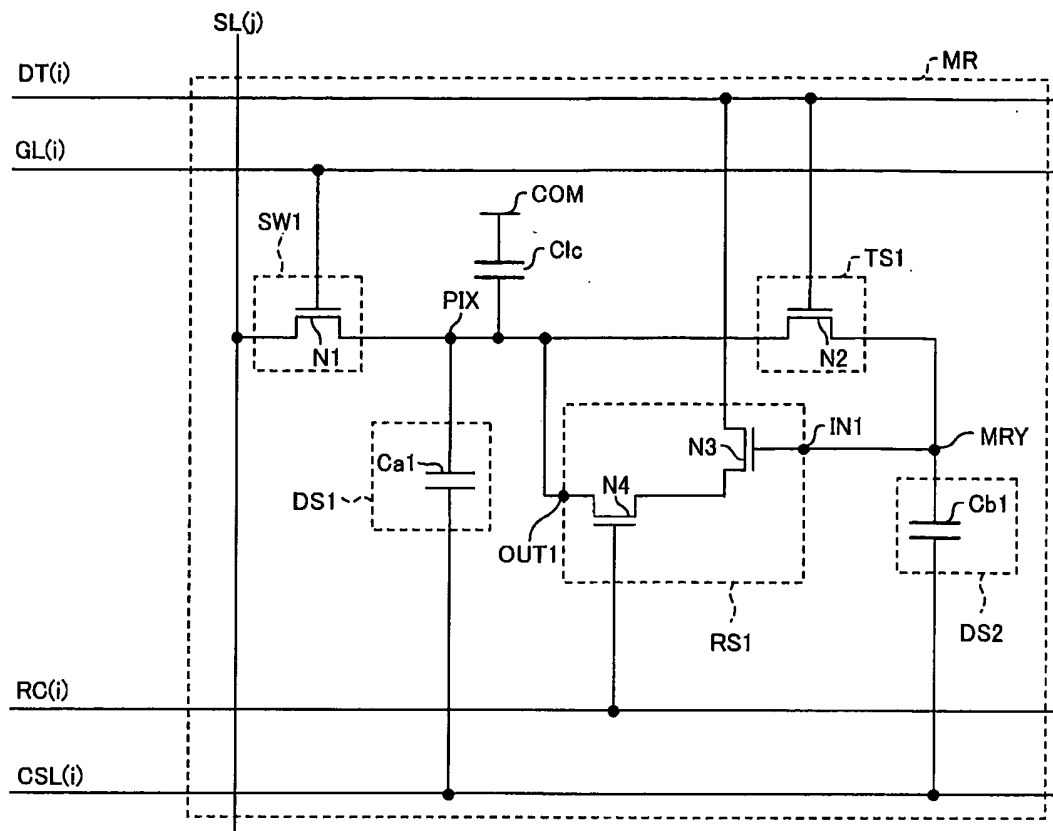 SL(j)
DT(i)
MR
GL(i)
COM
SW1
Clc
TS1
PIX
N1
N2
IN1
MRY
N3
Ca1
N4
Cb1
DS1
OUT1
RS1
DS2
RC(i)
CSL(i)